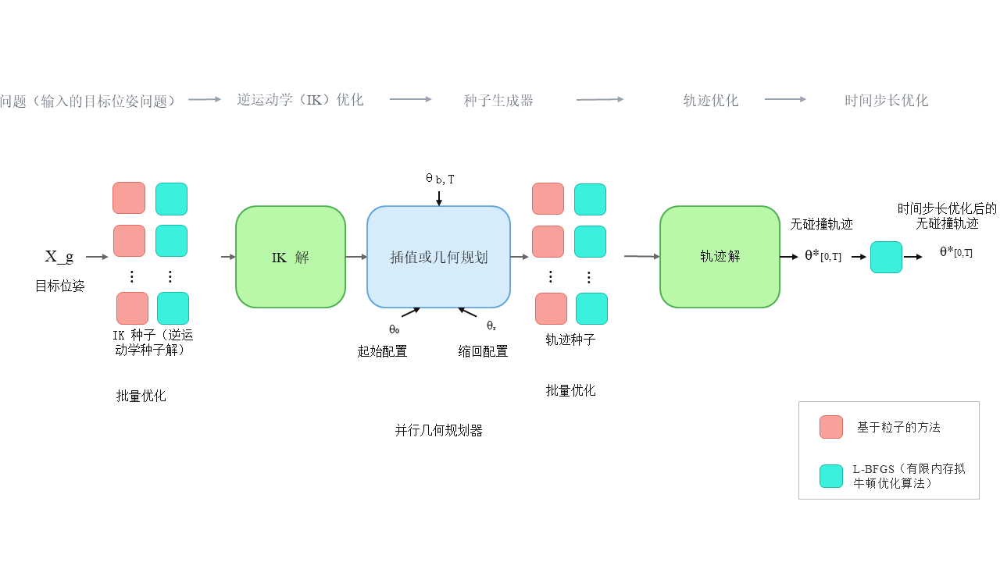 问题（输入的目标位姿问题）
逆运动学（IK）优化
种子生成器
轨迹优化
时间步长优化
θb,T
X_g
目标位姿
⋮ ⋮
IK 种子（逆运
动学种子解）
批量优化
IK 解
插值或几何规划
θ₀
起始配置
θᵣ
缩回配置
并行几何规划器
⋮ ⋮
轨迹种子
批量优化
轨迹解
无碰撞轨迹
θ*[0,T]
时间步长优化后的
无碰撞轨迹
θ*[0,T]
基于粒子的方法
L-BFGS（有限内存拟
牛顿优化算法）